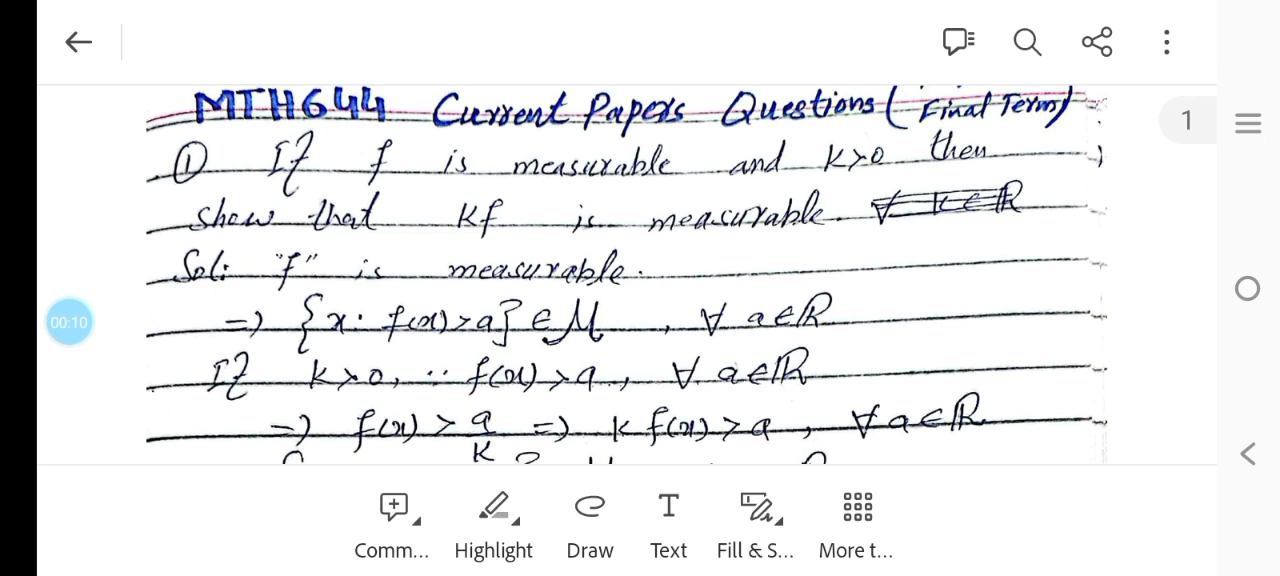 MTH644 Current Papers Questions (Final Term)
1
① If f is measurable and K>0 then
show that Kf is measurable. ∀ k∈R
Sol: "f" is measurable.
00:10
=> {x: f(x)>a} ∈ M , ∀ a∈R
If K>0, ∵ f(x)>a, ∀ a∈R
=> f(x) > a/K => K f(x)>a, ∀ a∈R
Comm... Highlight Draw Text Fill & S... More t...